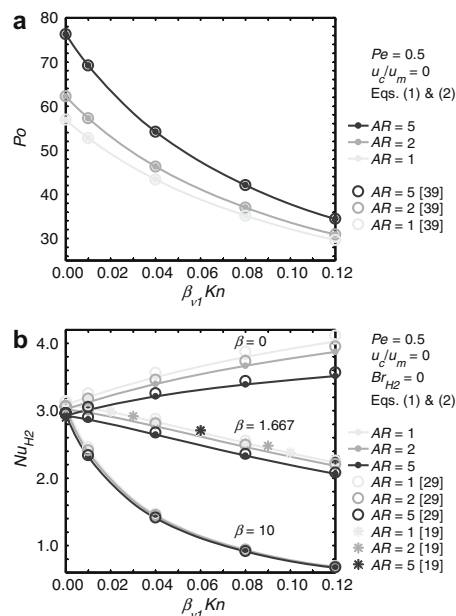 a
80
70
60
50
40
30
Po
0.00 0.02 0.04 0.06 0.08 0.10 0.12
β_v1Kn
Pe = 0.5
u_c/u_m = 0
Eqs. (1) & (2)
AR = 5
AR = 2
AR = 1
AR = 5 [39]
AR = 2 [39]
AR = 1 [39]
b
4.0
3.0
2.0
1.0
Nu_H2
β = 0
β = 1.667
β = 10
0.00 0.02 0.04 0.06 0.08 0.10 0.12
β_v1Kn
Pe = 0.5
u_c/u_m = 0
Br_H2 = 0
Eqs. (1) & (2)
AR = 1
AR = 2
AR = 5
AR = 1 [29]
AR = 2 [29]
AR = 5 [29]
AR = 1 [19]
AR = 2 [19]
AR = 5 [19]